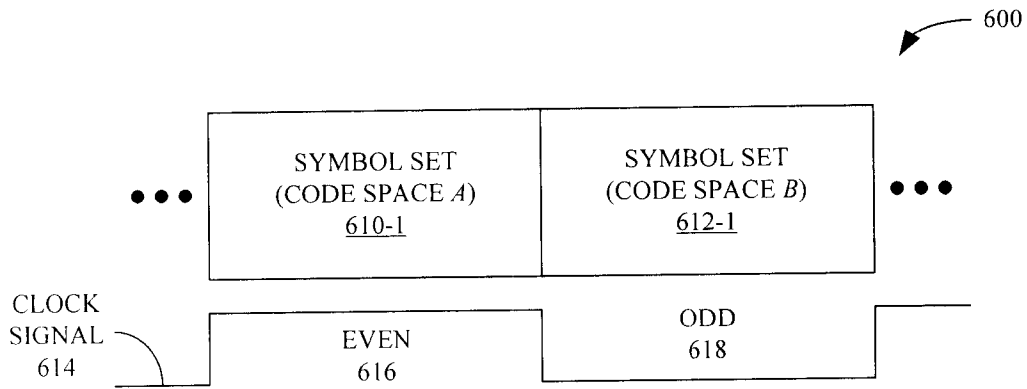 600
SYMBOL SET
(CODE SPACE A)
610-1
SYMBOL SET
(CODE SPACE B)
612-1
CLOCK
SIGNAL
614
EVEN
616
ODD
618